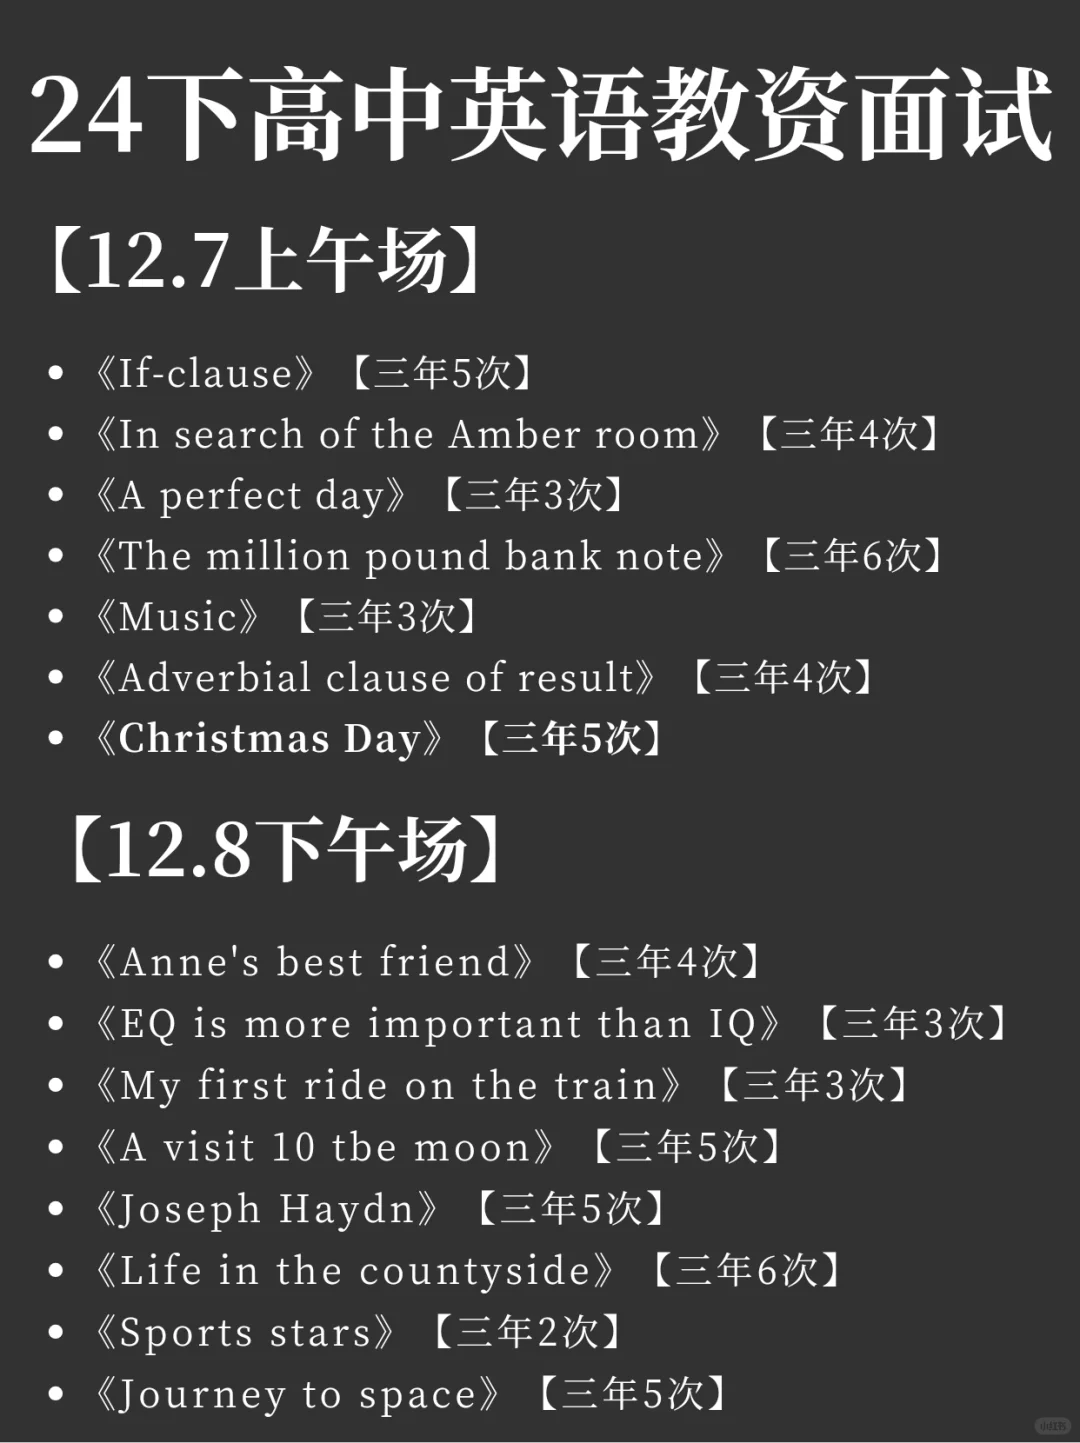 24下高中英语教资面试
【12.7上午场】
• 《If-clause》【三年5次】
• 《In search of the Amber room》【三年4次】
• 《A perfect day》【三年3次】
• 《The million pound bank note》【三年6次】
• 《Music》【三年3次】
• 《Adverbial clause of result》【三年4次】
• 《Christmas Day》【三年5次】
【12.8下午场】
• 《Anne's best friend》【三年4次】
• 《EQ is more important than IQ》【三年3次】
• 《My first ride on the train》【三年3次】
• 《A visit 10 tbe moon》【三年5次】
• 《Joseph Haydn》【三年5次】
• 《Life in the countyside》【三年6次】
• 《Sports stars》【三年2次】
• 《Journey to space》【三年5次】
小红书